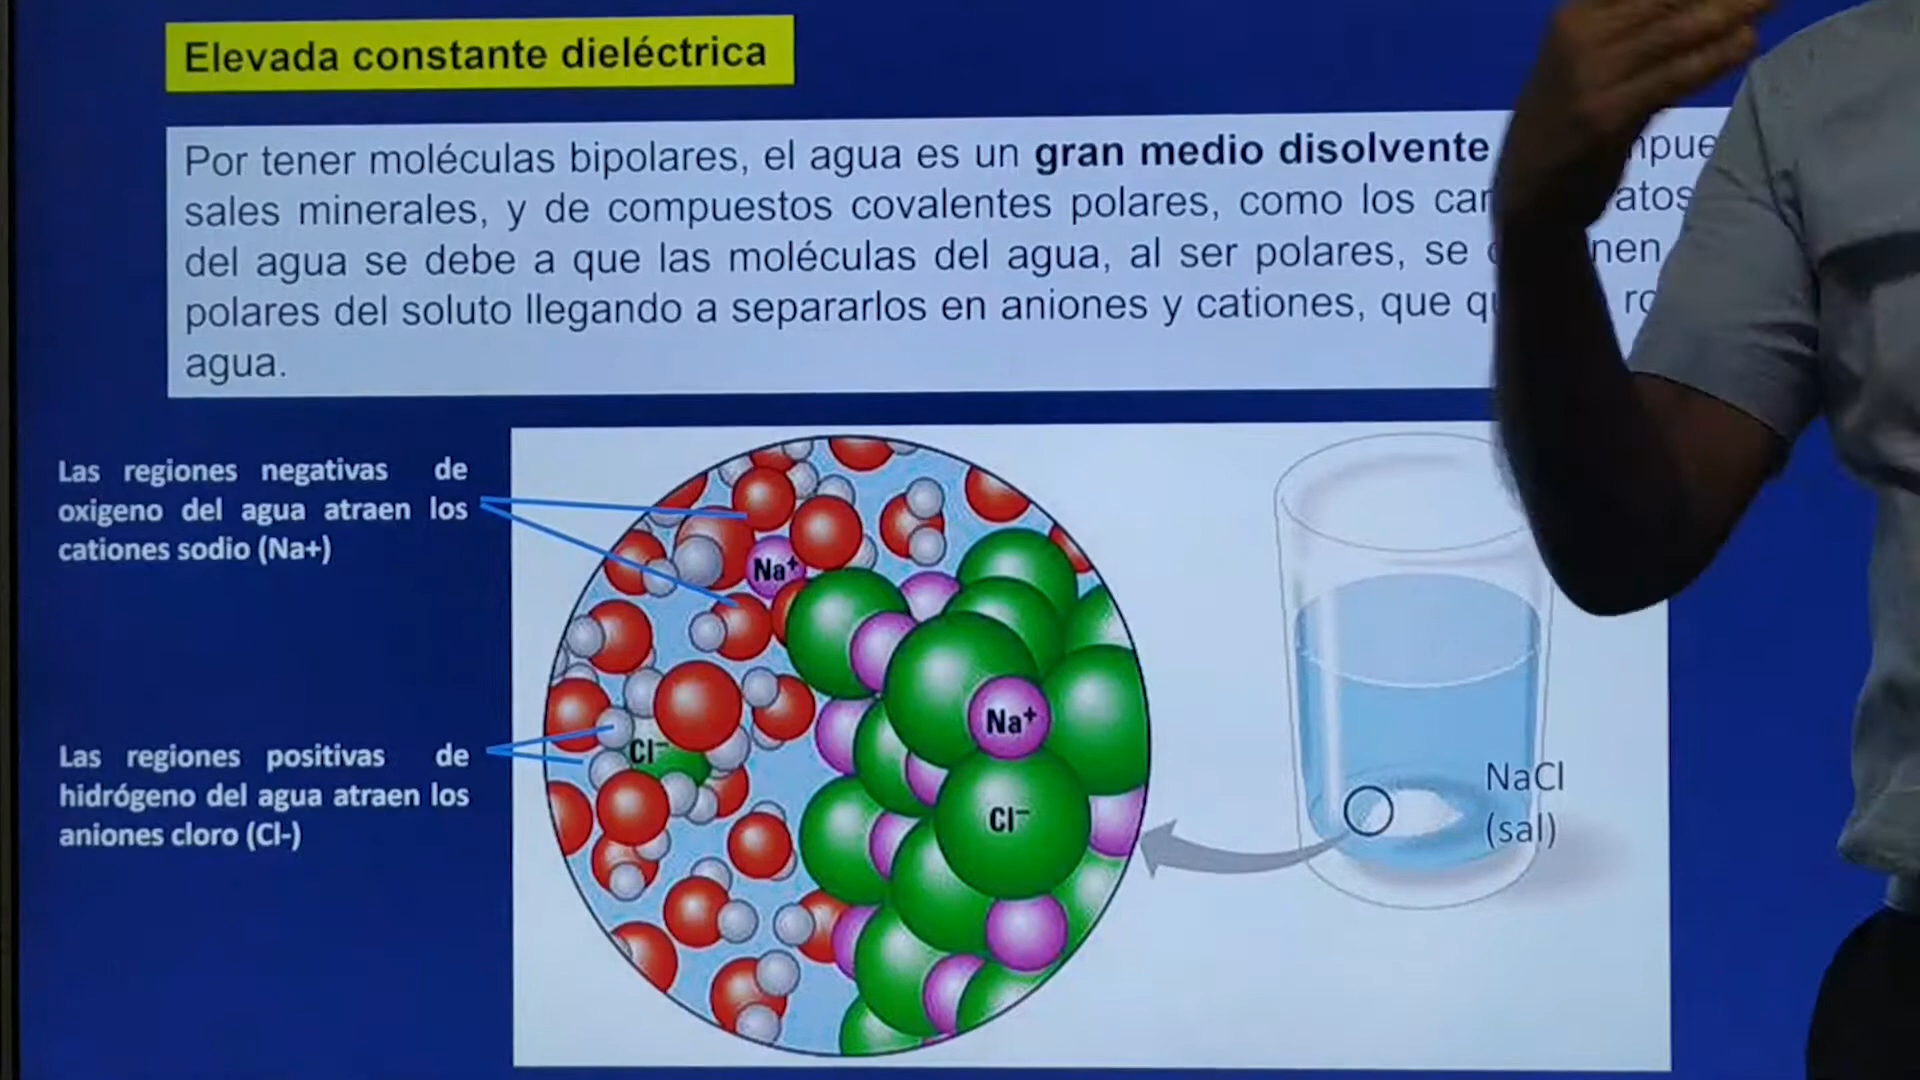 Elevada constante dieléctrica
Por tener moléculas bipolares, el agua es un gran medio disolvente
sales minerales, y de compuestos covalentes polares, como los
del agua se debe a que las moléculas del agua, al ser polares, se
polares del soluto llegando a separarlos en aniones y cationes, que
agua.
Las regiones negativas de
oxigeno del agua atraen los
cationes sodio (Na+)
Na⁺
Las regiones positivas de
hidrógeno del agua atraen los
aniones cloro (Cl-)
Cl⁻
Na⁺
Cl⁻
NaCl
(sal)